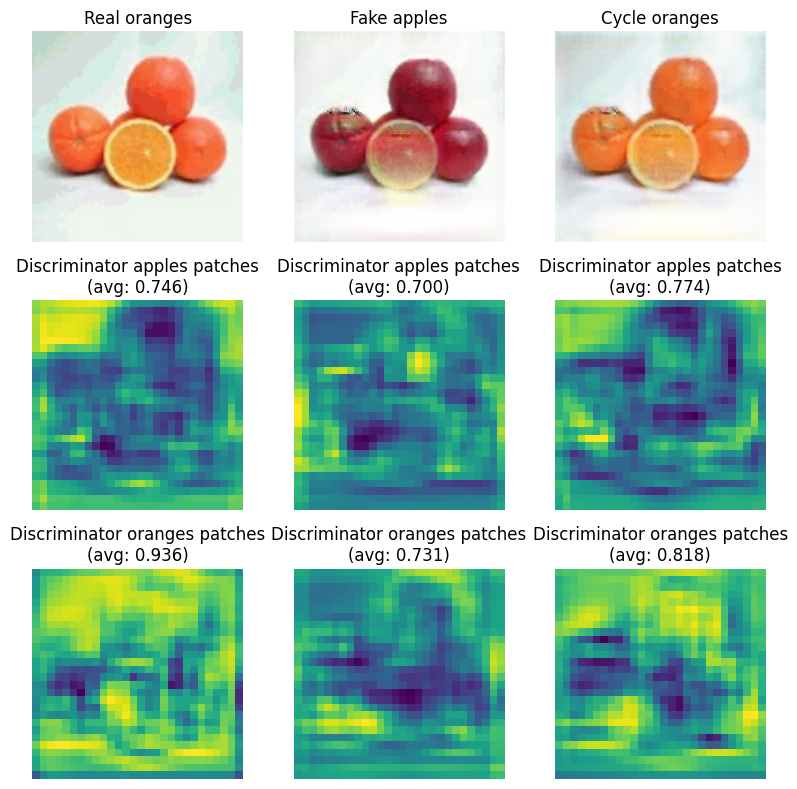 Real oranges
Fake apples
Cycle oranges
Discriminator apples patches
(avg: 0.746)
Discriminator apples patches
(avg: 0.700)
Discriminator apples patches
(avg: 0.774)
Discriminator oranges patches
(avg: 0.936)
Discriminator oranges patches
(avg: 0.731)
Discriminator oranges patches
(avg: 0.818)